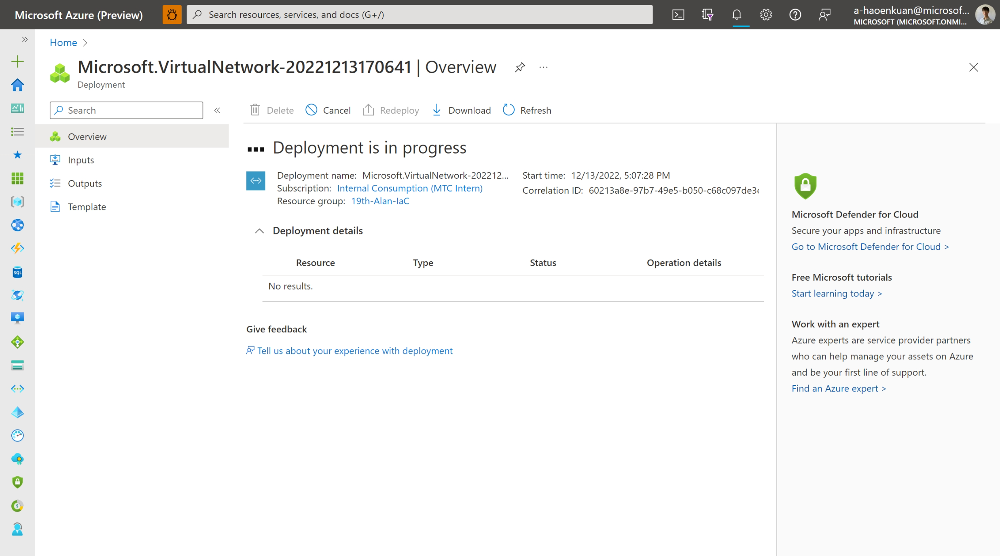 Microsoft Azure (Preview)
Search resources, services, and docs (G+/)
a-haoenkuan@microsof...
MICROSOFT (MICROSOFT.ONMI...
Home
Microsoft.VirtualNetwork-20221213170641 | Overview
Deployment
Search
Delete
Cancel
Redeploy
Download
Refresh
Overview
Inputs
Outputs
Template
Deployment is in progress
Deployment name: Microsoft.VirtualNetwork-202212...
Subscription: Internal Consumption (MTC Intern)
Resource group: 19th-Alan-IaC
Start time: 12/13/2022, 5:07:28 PM
Correlation ID: 60213a8e-97b7-49e5-b050-c68c097de3
Deployment details
Resource Type Status Operation details
No results.
Give feedback
Tell us about your experience with deployment
Microsoft Defender for Cloud
Secure your apps and infrastructure
Go to Microsoft Defender for Cloud >
Free Microsoft tutorials
Start learning today >
Work with an expert
Azure experts are service provider partners
who can help manage your assets on Azure
and be your first line of support.
Find an Azure expert >
SQL